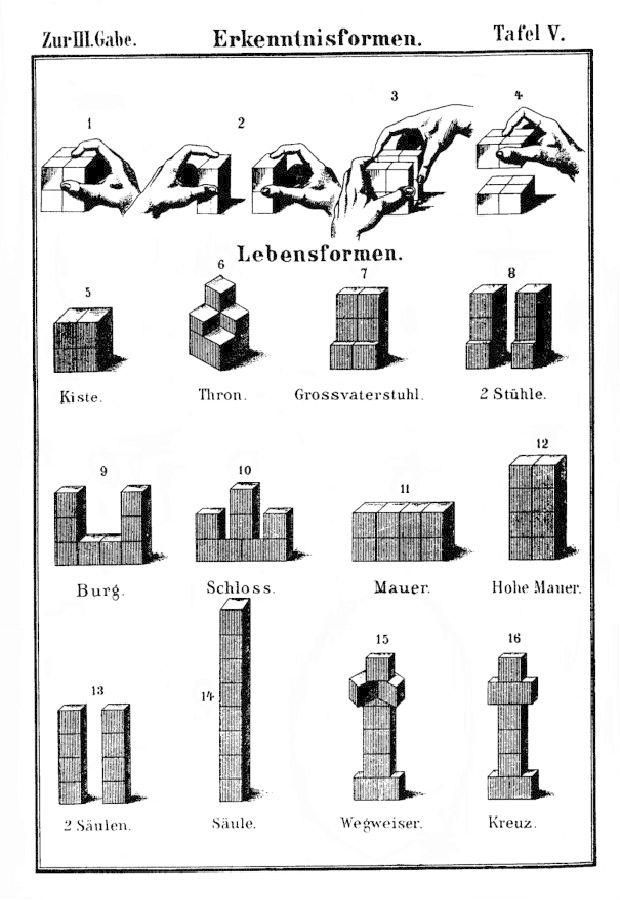 Zur III. Gabe. Erkenntnisformen. Tafel V.
1 2 3 4
Lebensformen.
5 6 7 8
Kiste. Thron. Grossvaterstuhl. 2 Stühle.
9 10 11 12
Burg. Schloss. Mauer. Hohe Mauer.
13 14 15 16
2 Säulen. Säule. Wegweiser. Kreuz.